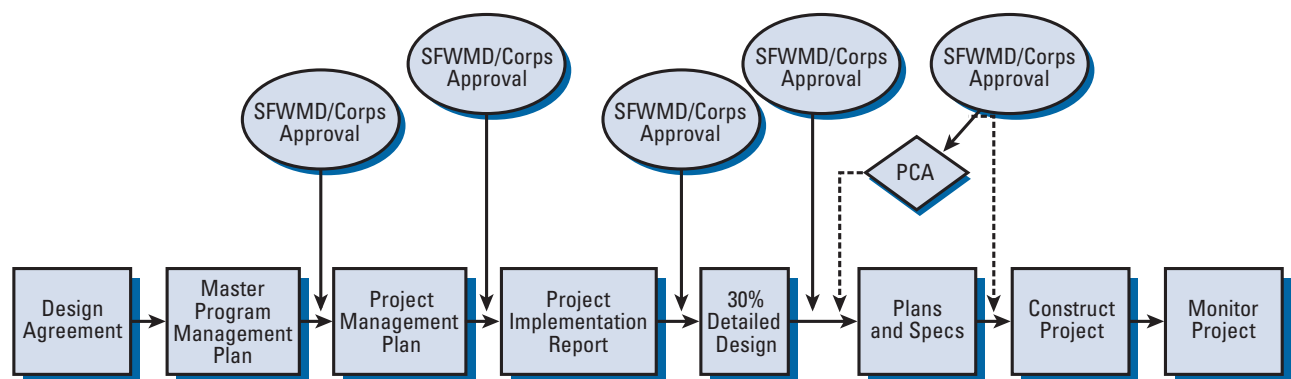 SFWMD/Corps
Approval
SFWMD/Corps
Approval
SFWMD/Corps
Approval
SFWMD/Corps
Approval
SFWMD/Corps
Approval
PCA
Design
Agreement
Master
Program
Management
Plan
Project
Management
Plan
Project
Implementation
Report
30%
Detailed
Design
Plans
and Specs
Construct
Project
Monitor
Project